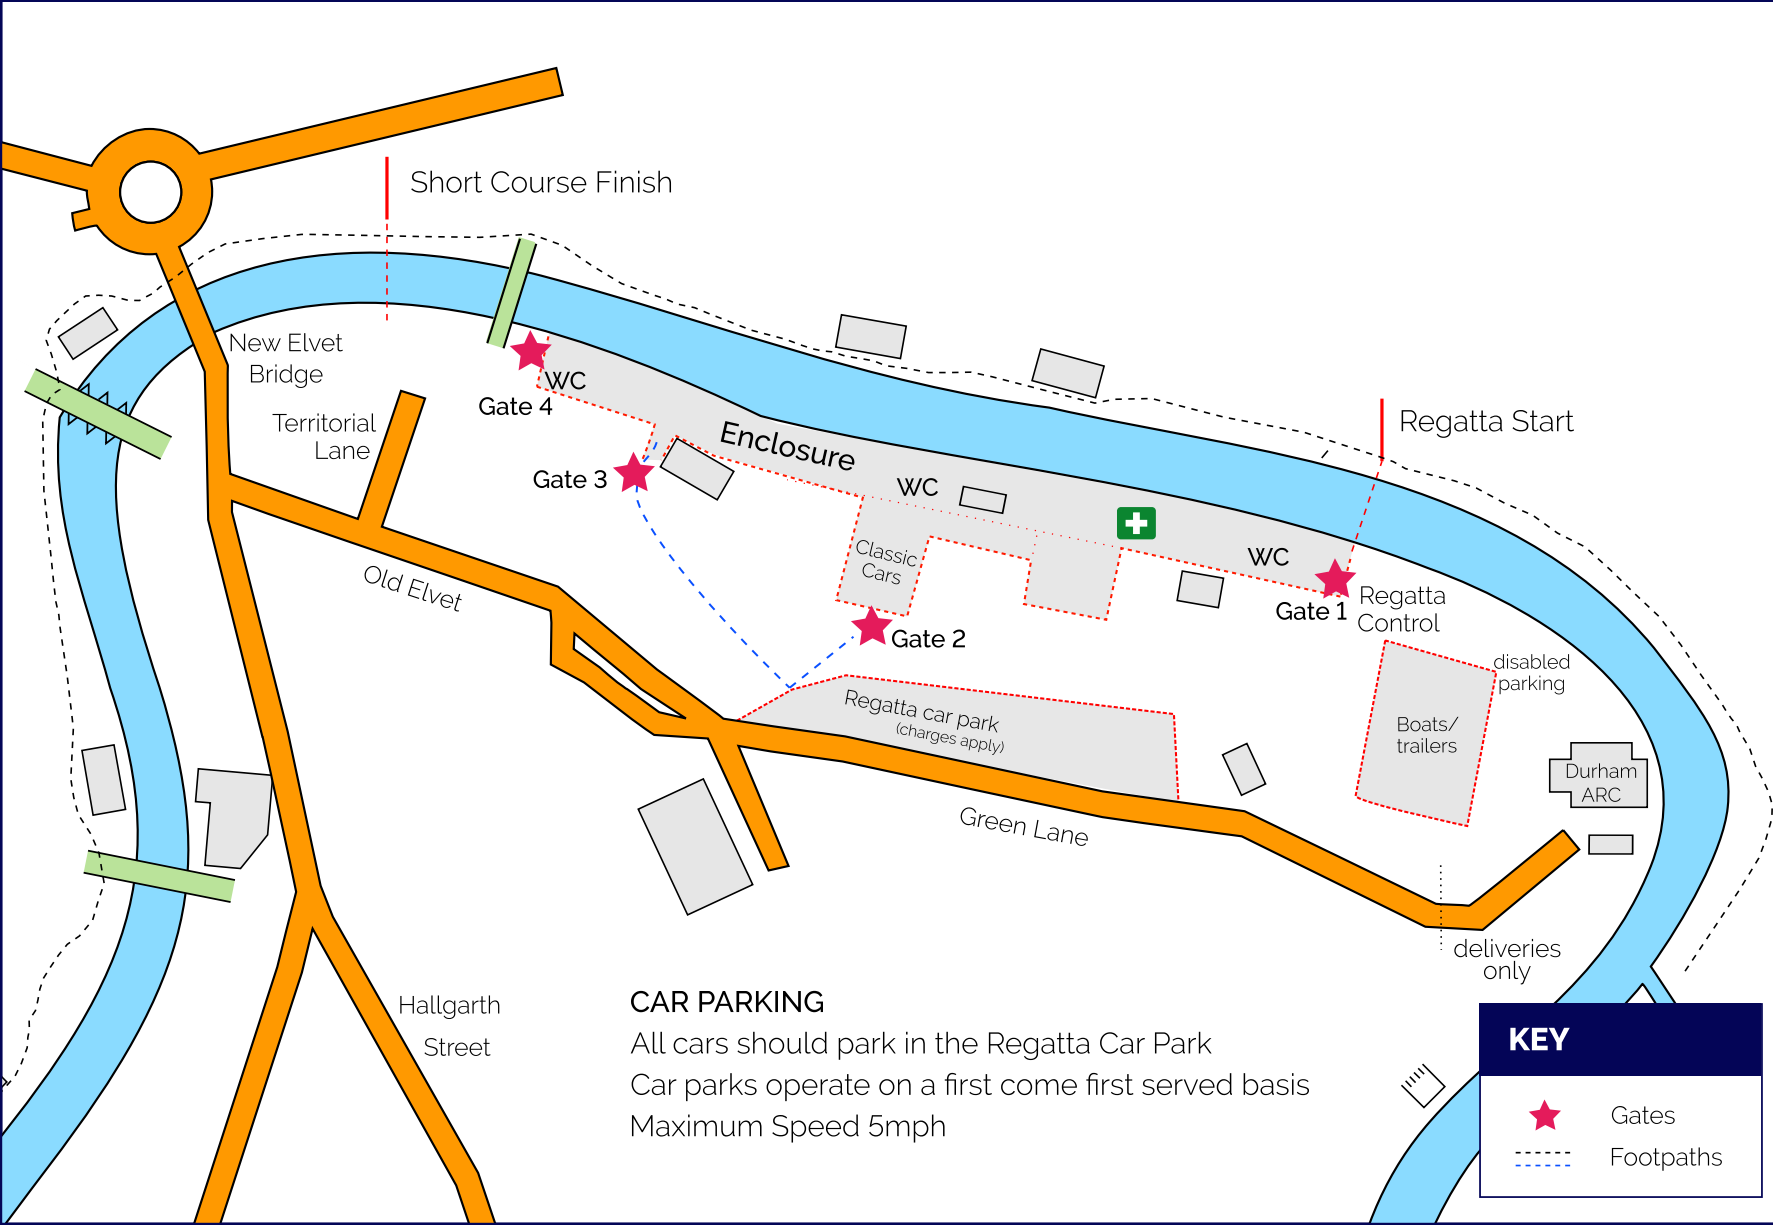 Short Course Finish
New Elvet
Bridge
Territorial
Lane
Gate 4
WC
Gate 3
Enclosure
WC
Regatta Start
WC
Classic
Cars
Gate 1
Regatta
Control
Gate 2
Old Elvet
disabled
parking
Regatta car park
(charges apply)
Boats/
trailers
Durham
ARC
Green Lane
deliveries
only
Hallgarth
Street
CAR PARKING
All cars should park in the Regatta Car Park
Car parks operate on a first come first served basis
Maximum Speed 5mph
KEY
Gates
Footpaths